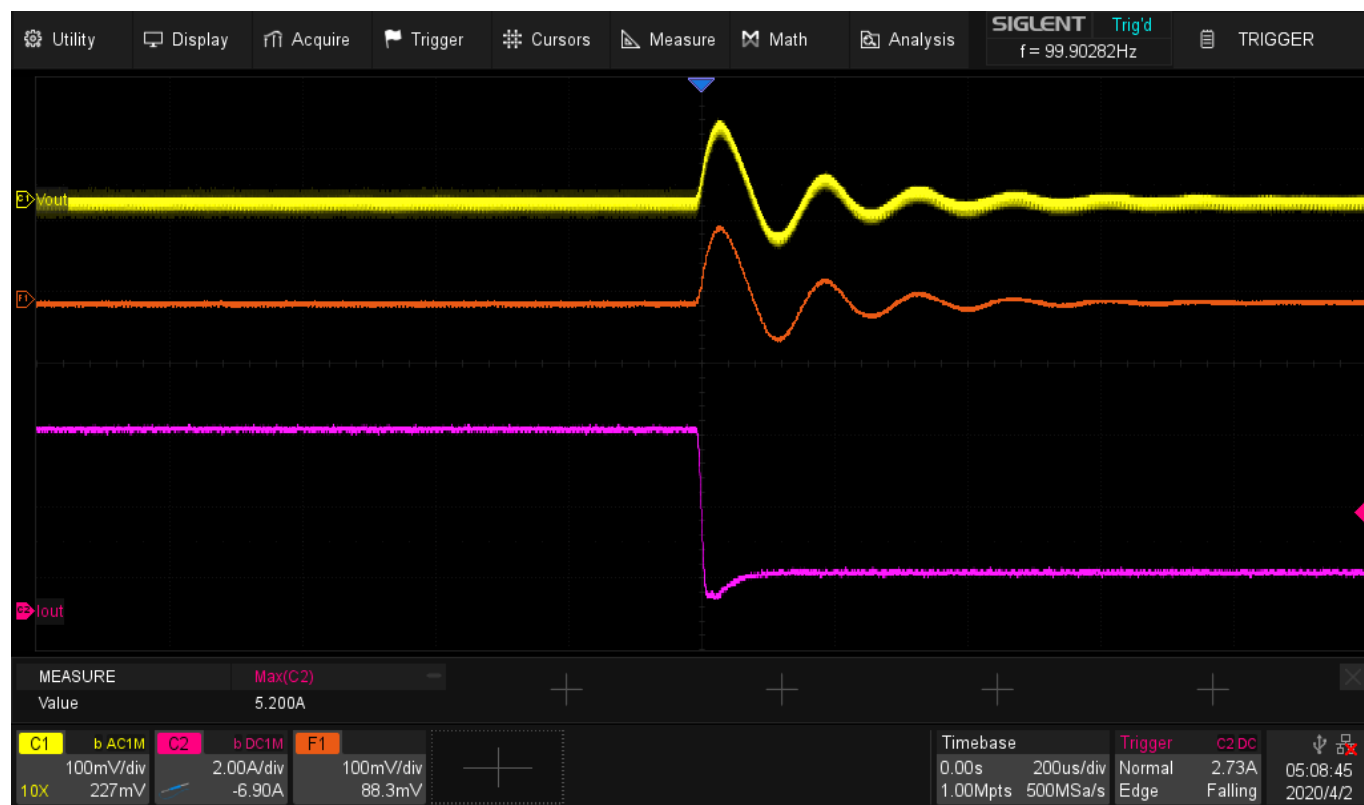 Utility Display Acquire Trigger Cursors Measure Math Analysis SIGLENT Trig'd TRIGGER
f = 99.90282Hz
C1 Vout
F1
C2 Iout
MEASURE Max(C2)
Value 5.200A
C1 b AC1M C2 b DC1M F1 Timebase Trigger C2 DC
100mV/div 2.00A/div 100mV/div 0.00s 200us/div Normal 2.73A 05:08:45
10X 227mV -6.90A 88.3mV 1.00Mpts 500MSa/s Edge Falling 2020/4/2